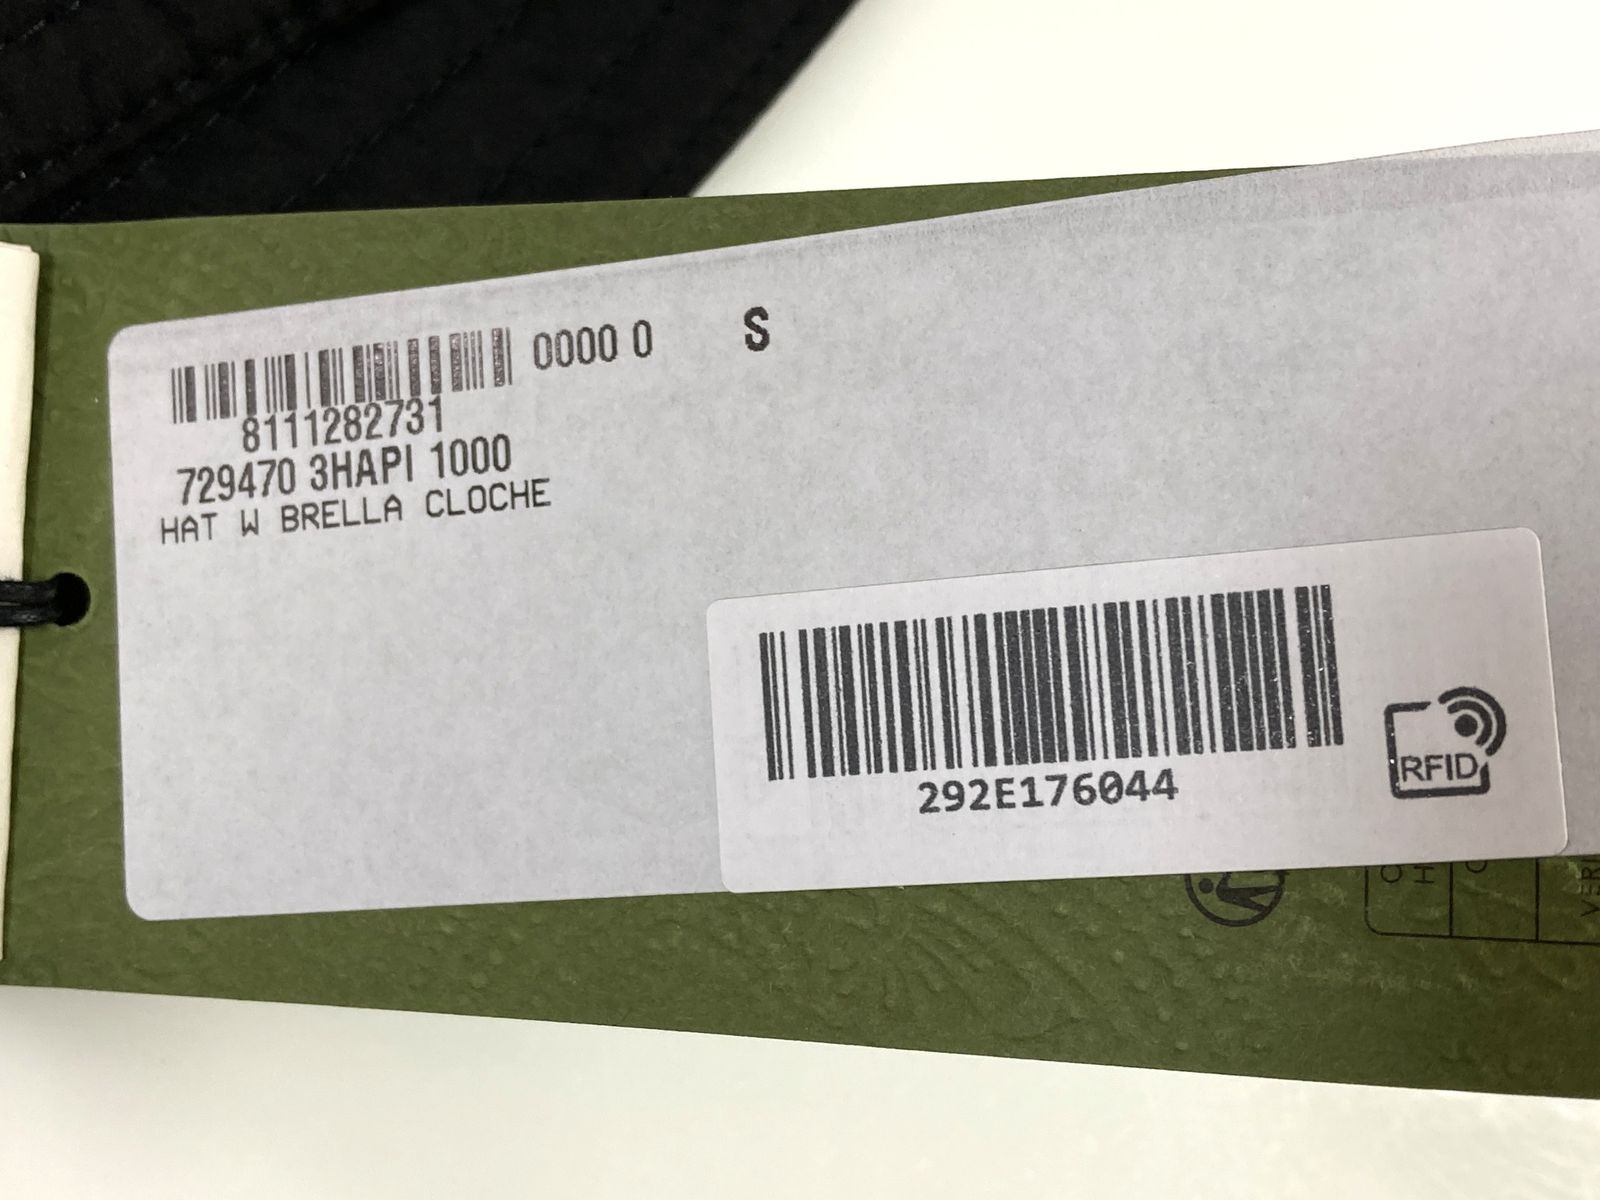 0000 0 S
8111282731
729470 3HAPI 1000
HAT W BRELLA CLOCHE
292E176044
RFID